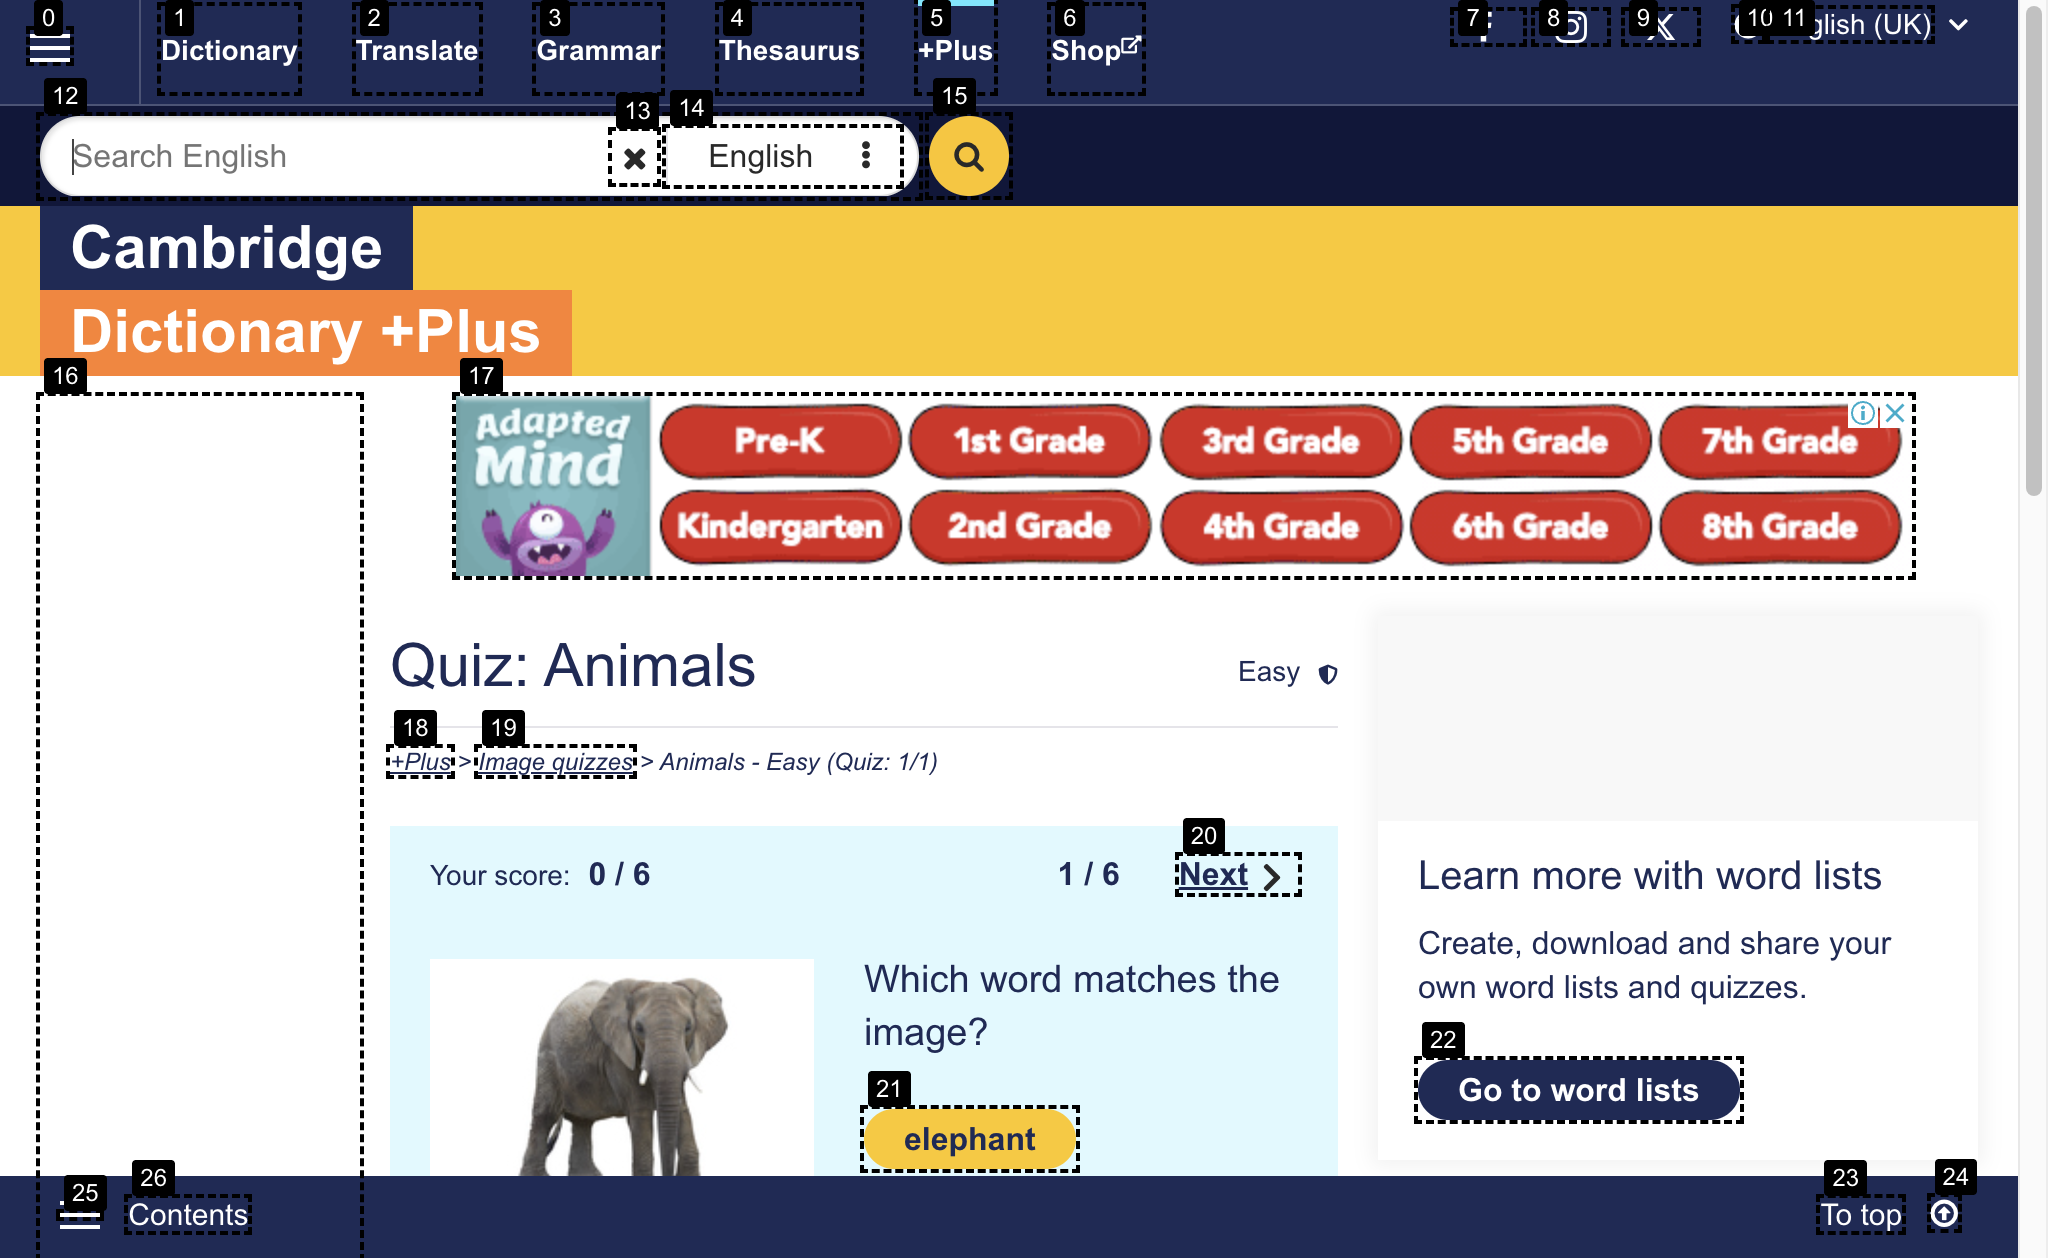 0
1
2
3
4
5
6
7
8
9
10
11
Dictionary
Translate
Grammar
Thesaurus
+Plus
Shop
glish (UK)
12
13
14
15
Search English
English
Cambridge
Dictionary +Plus
16
17
Adapted
Mind
Pre-K
1st Grade
3rd Grade
5th Grade
7th Grade
Kindergarten
2nd Grade
4th Grade
6th Grade
8th Grade
Quiz: Animals
Easy
18
19
+Plus > Image quizzes > Animals - Easy (Quiz: 1/1)
20
Your score: 0 / 6
1 / 6
Next
Which word matches the
image?
21
elephant
Learn more with word lists
Create, download and share your
own word lists and quizzes.
22
Go to word lists
25
26
Contents
23
24
To top